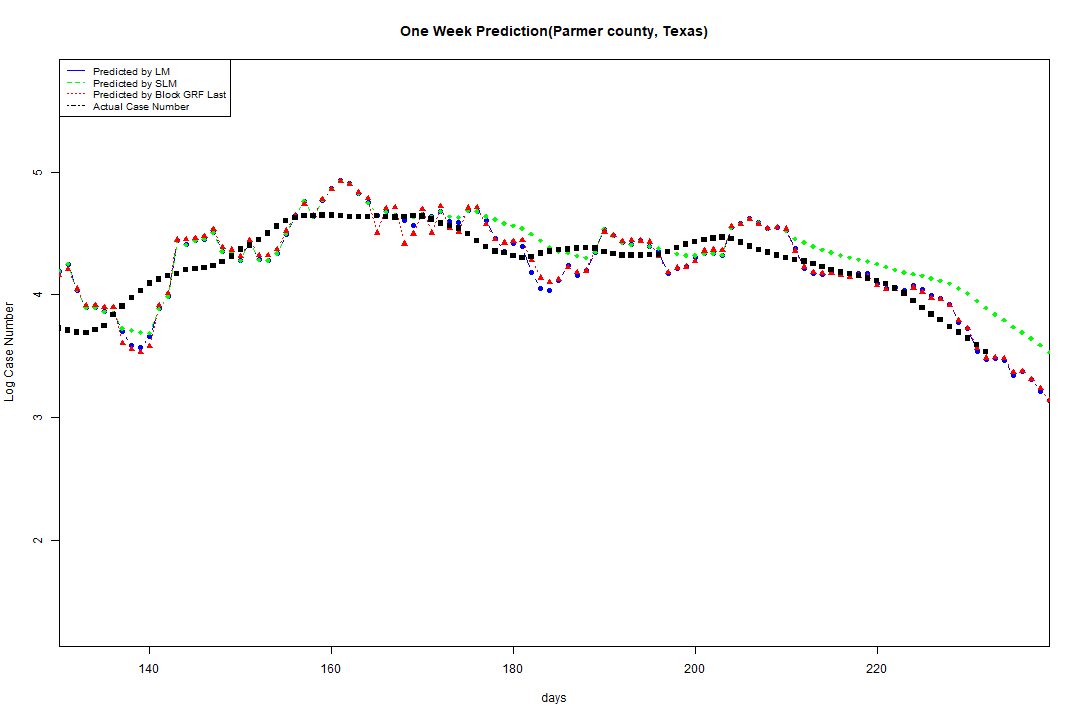 One Week Prediction(Parmer county, Texas)
Predicted by LM
Predicted by SLM
Predicted by Block GRF Last
Actual Case Number
5
4
3
2
Log Case Number
140 160 180 200 220
days